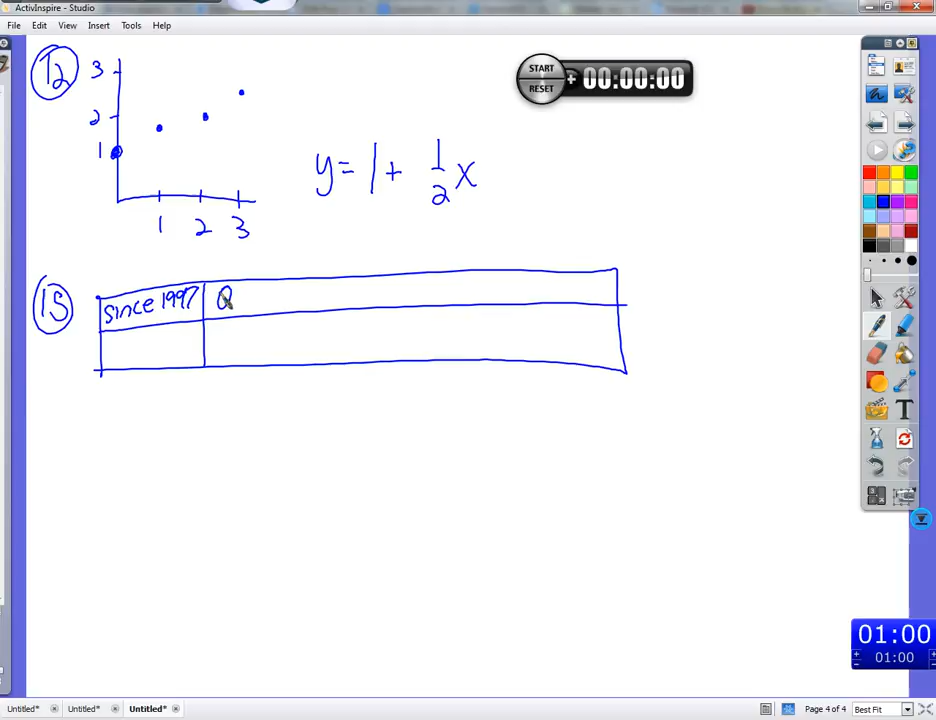 ActivInspire - Studio
File Edit View Insert Tools Help
12
3
2
1
1 2 3
y = 1 + 1/2 x
START
RESET
+ 00:00:00
15
since 1997 0
T
01:00
+ 01:00 +
Untitled* Untitled* Untitled*
Page 4 of 4 Best Fit